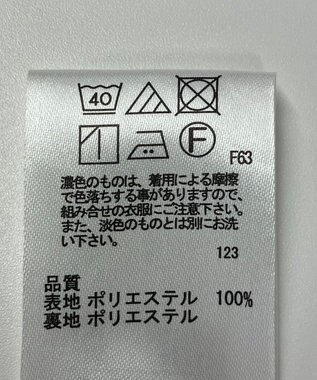 40
F
F63
濃色のものは、着用による摩擦
で色落ちする事がありますので、
組み合せの衣服にご注意下さい。
また、淡色のものとは別にお洗
い下さい。
123
品質
表地 ポリエステル 100%
裏地 ポリエステル